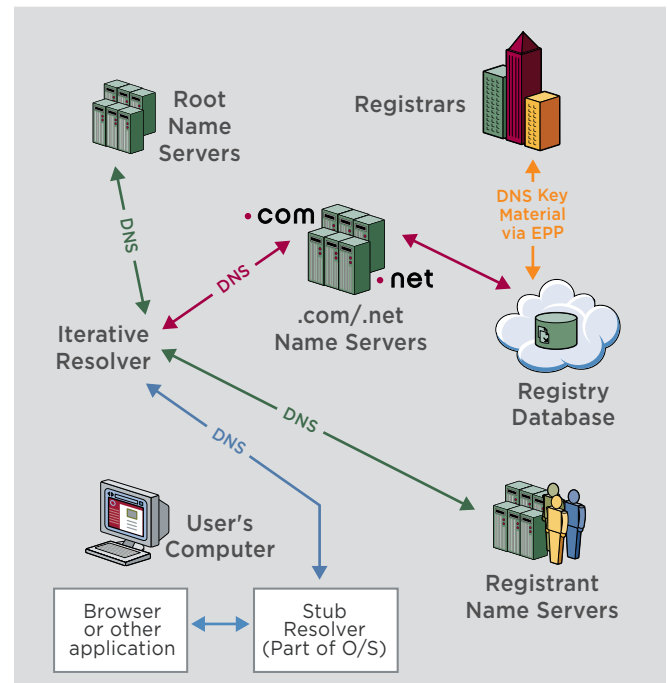 Root
Name
Servers
Registrars
DNS
DNS Key
Material
via EPP
.com
.net
DNS
.com/.net
Name Servers
Iterative
Resolver
Registry
Database
DNS
DNS
User's
Computer
Registrant
Name Servers
Browser
or other
application
Stub
Resolver
(Part of O/S)